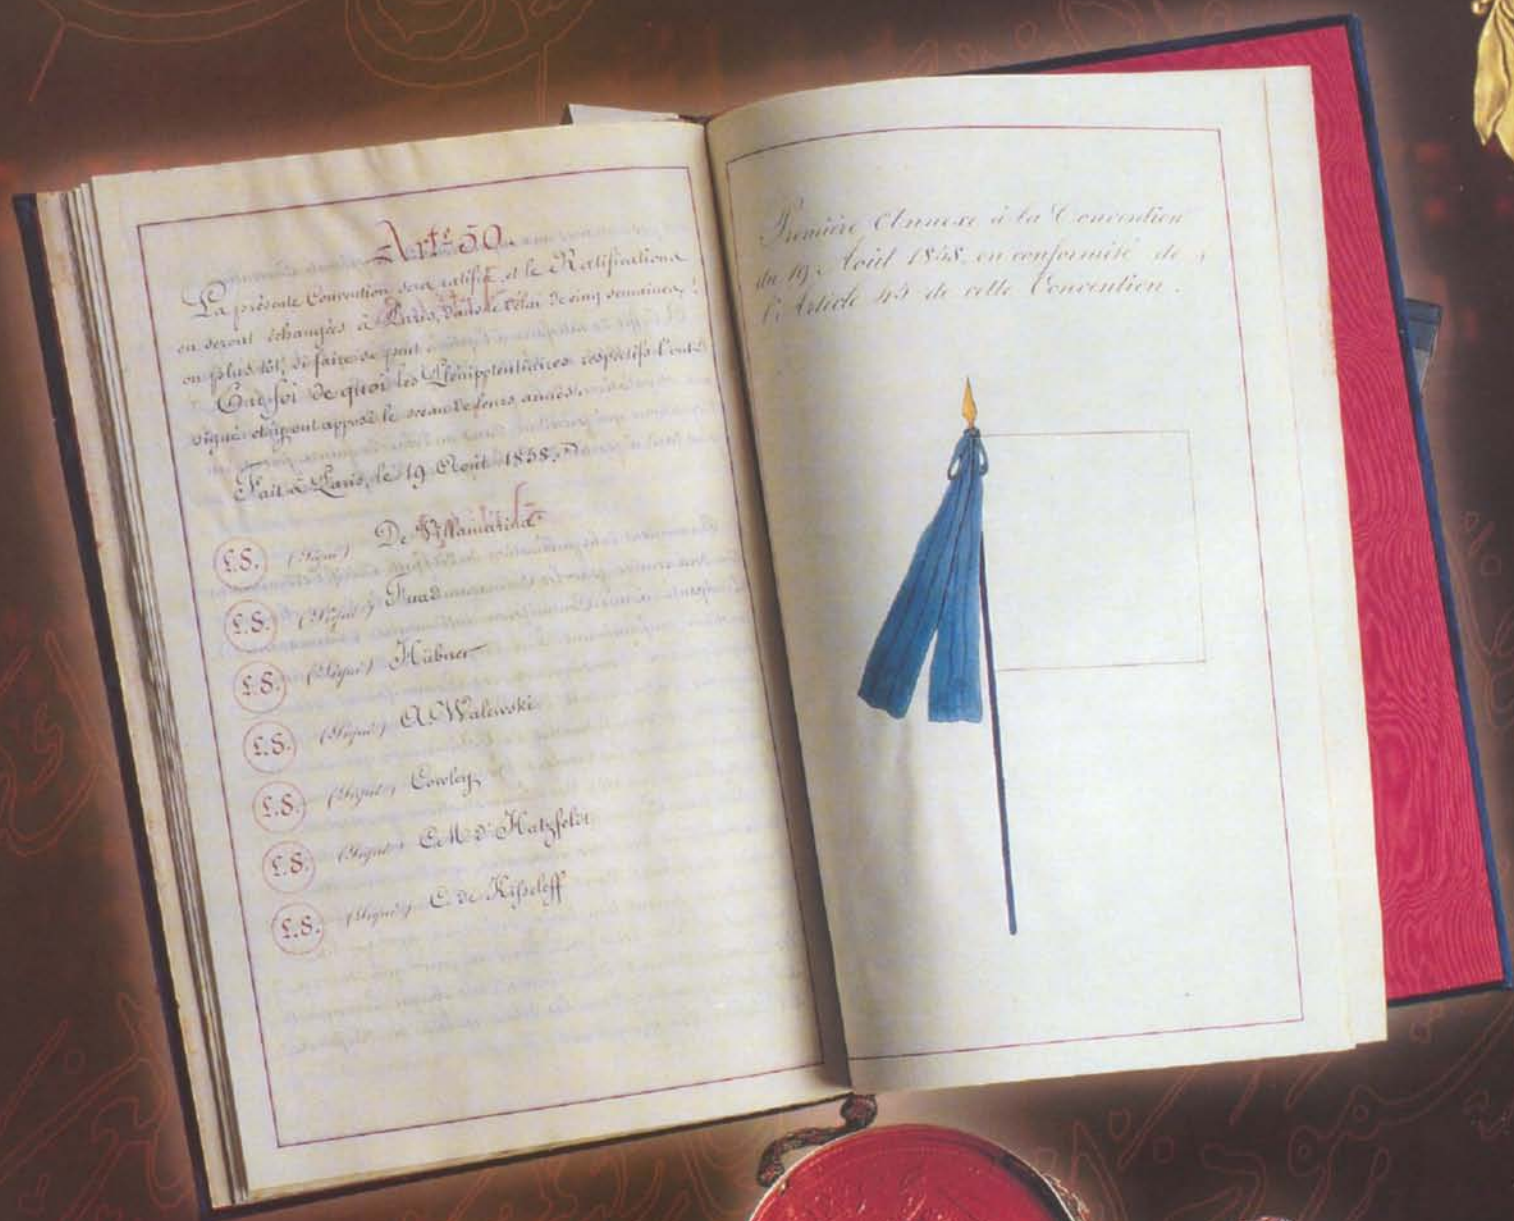 Arte. 50.
La présente Convention sera ratifiée, et le Ratifications
en seront échangées à Paris, dans le délai de cinq semaines,
ou plus tôt, si faire se peut.
En foi de quoi les Plénipotentiaires respectifs l'ont
signée et y ont apposé le sceau de leurs armes.
Fait à Paris, le 19 Août 1858.
L.S. (Signé) De Villamarina
L.S. (Signé) Fuad
L.S. (Signé) Hübner
L.S. (Signé) A. Walewski
L.S. (Signé) Cowley
L.S. (Signé) C. M. d'Hatzfeldt
L.S. (Signé) C. de Kisseleff
Première Annexe à la Convention
du 19 Août 1858, en conformité de
l'Article 45 de cette Convention.